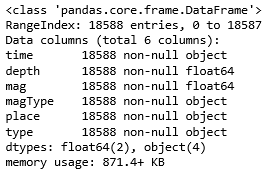 <class 'pandas.core.frame.DataFrame'>
RangeIndex: 18588 entries, 0 to 18587
Data columns (total 6 columns):
time       18588 non-null object
depth      18588 non-null float64
mag        18588 non-null float64
magType    18588 non-null object
place      18588 non-null object
type       18588 non-null object
dtypes: float64(2), object(4)
memory usage: 871.4+ KB